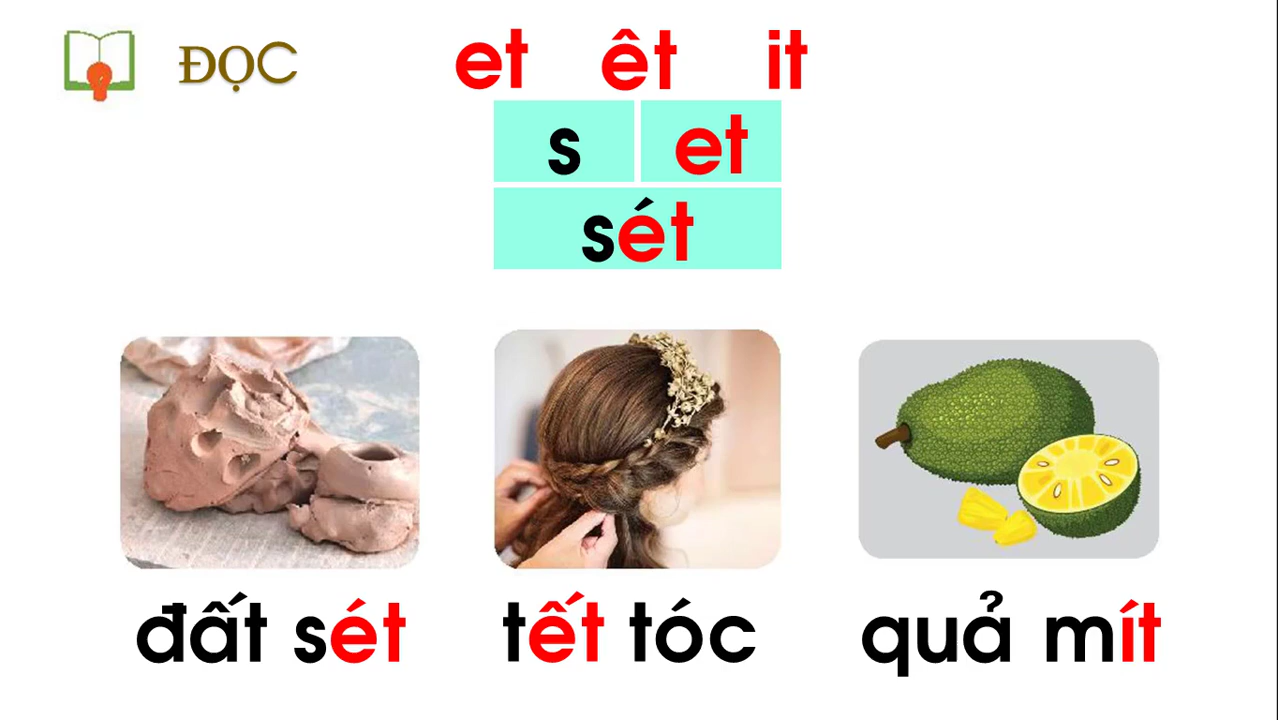 ĐỌC
et êt it
s et
sét
đất sét
tết tóc
quả mít